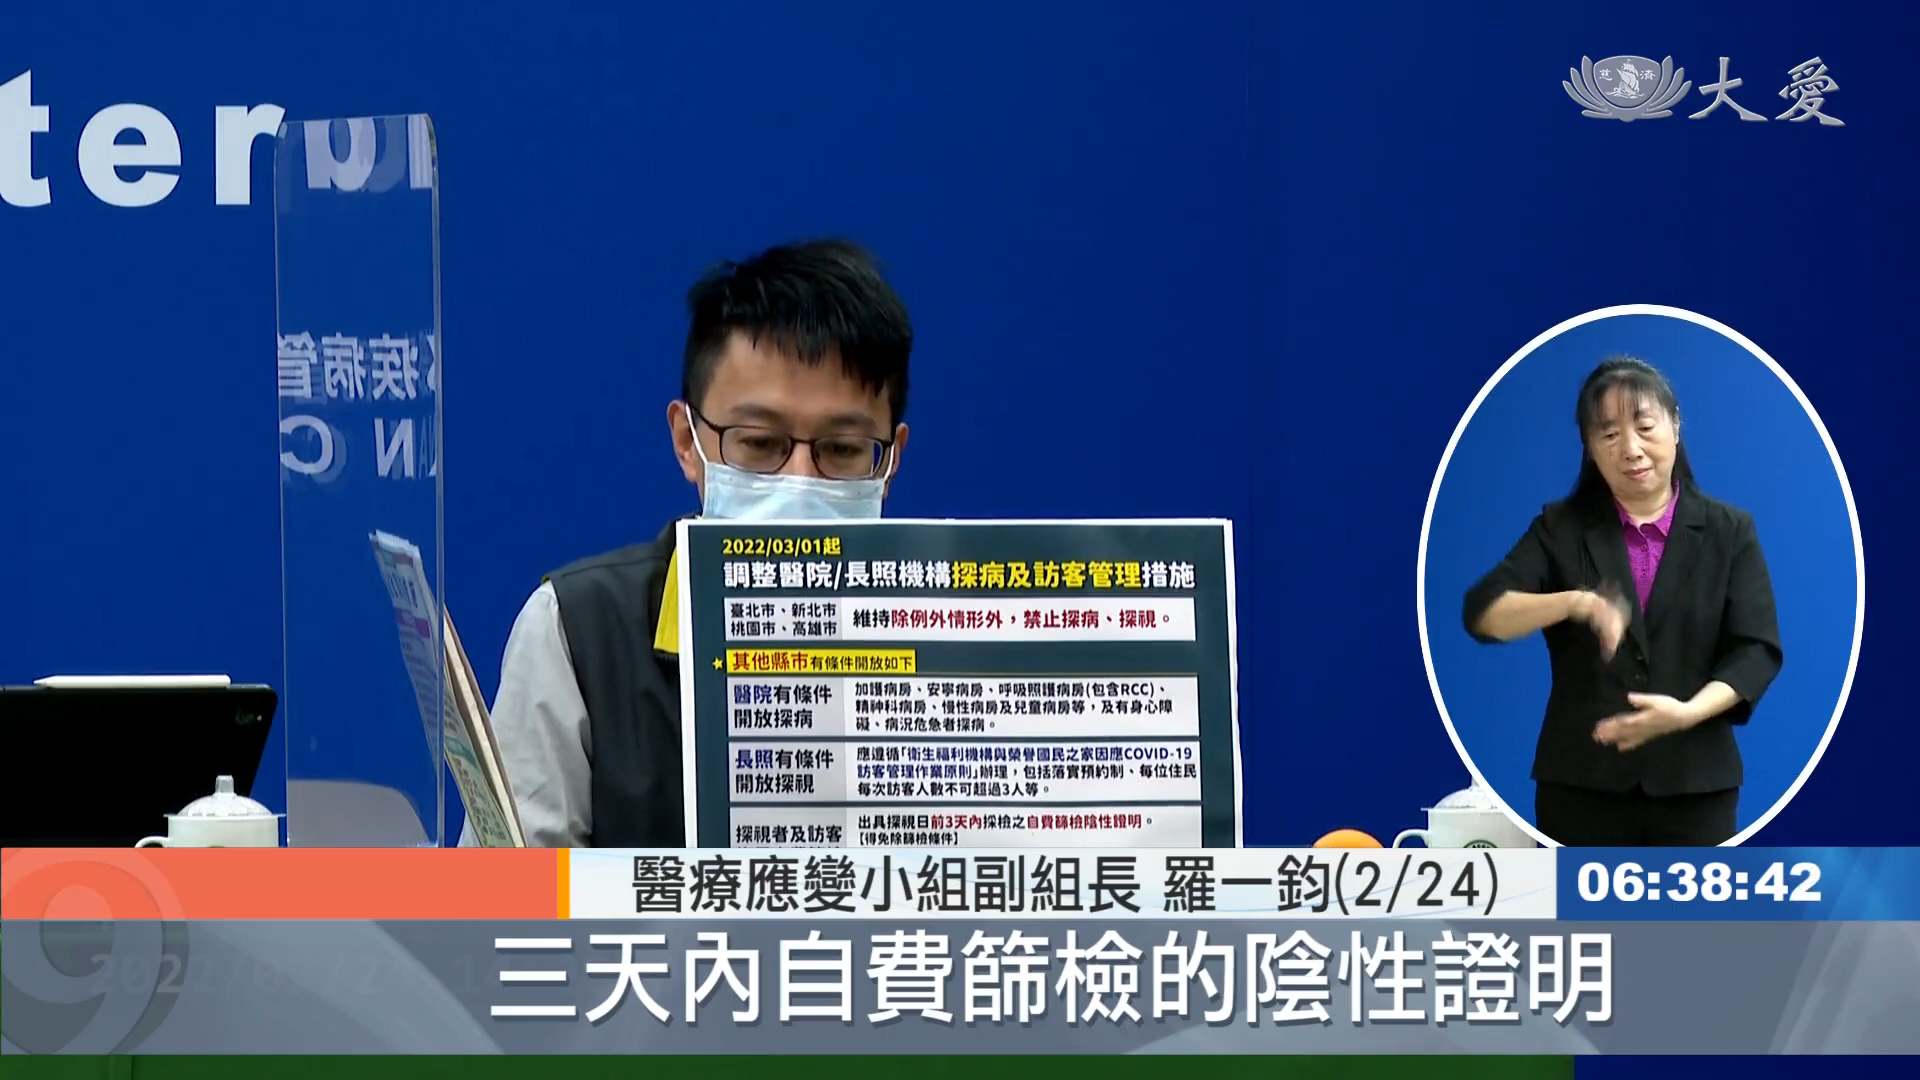 ter
慈濟
大愛
2022/03/01起
調整醫院/長照機構探病及訪客管理措施
臺北市、新北市
桃園市、高雄市
維持除例外情形外，禁止探病、探視。
★其他縣市有條件開放如下
醫院有條件
開放探病
加護病房、安寧病房、呼吸照護病房(包含RCC)、
精神科病房、慢性病房及兒童病房等，及有身心障
礙、病況危急者探病。
長照有條件
開放探視
應遵循「衛生福利機構與榮譽國民之家因應COVID-19
訪客管理作業原則」辦理，包括落實預約制、每位住民
每次訪客人數不可超過3人等。
探視者及訪客
出具探視日前3天內採檢之自費篩檢陰性證明。
【得免除篩檢條件】
醫療應變小組副組長 羅一鈞(2/24)
06:38:42
三天內自費篩檢的陰性證明